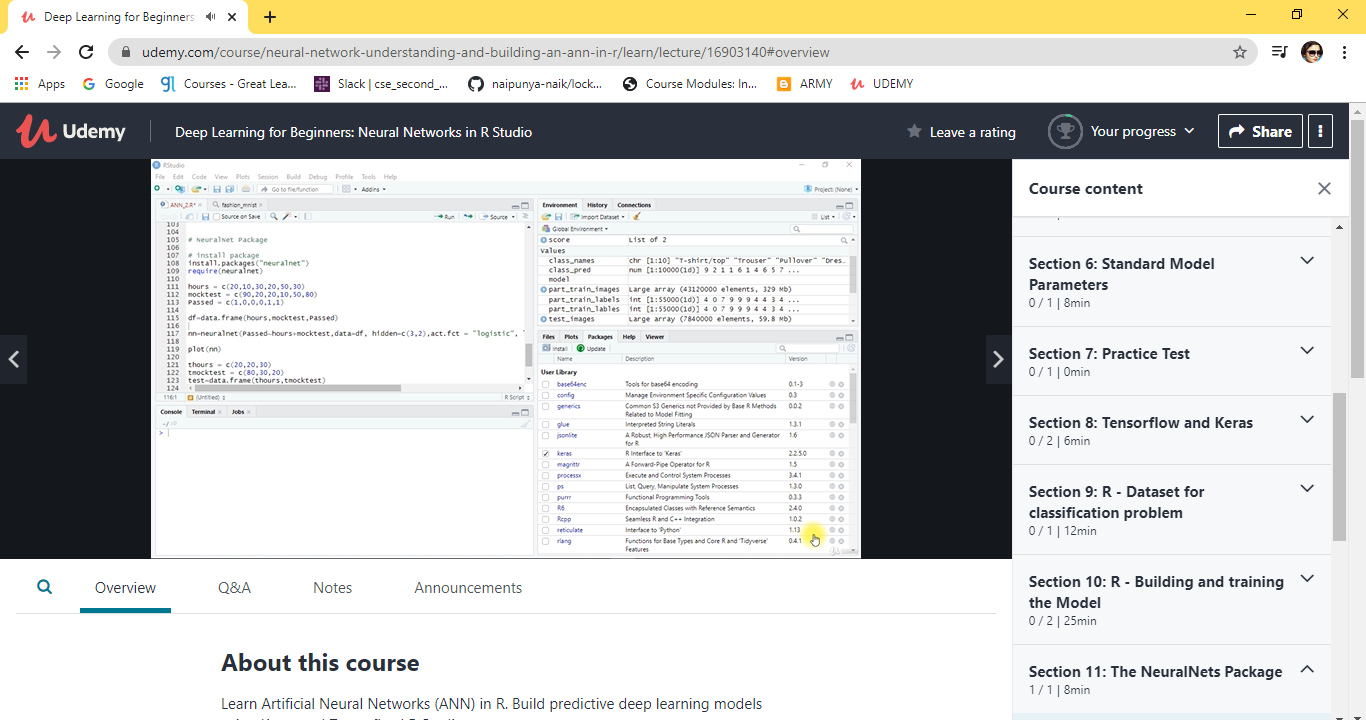 Deep Learning for Beginners
udemy.com/course/neural-network-understanding-and-building-an-ann-in-r/learn/lecture/16903140#overview
Apps Google Courses - Great Lea... Slack | cse_second_... naipunya-naik/lock... Course Modules: In... ARMY UDEMY
Udemy Deep Learning for Beginners: Neural Networks in R Studio Leave a rating Your progress Share
RStudio
File Edit Code View Plots Session Build Debug Profile Tools Help
Go to file/function Addins Project: (None)
ANN_2.R* fashion_mnist
Source on Save Run Source
103
104
105 # NeuralNet Package
106
107 # install package
108 install.packages("neuralnet")
109 require(neuralnet)
110
111 hours = c(20,10,30,20,50,30)
112 mocktest = c(90,20,20,10,50,80)
113 Passed = c(1,0,0,0,1,1)
114
115 df=data.frame(hours,mocktest,Passed)
116
117 nn=neuralnet(Passed~hours+mocktest,data=df, hidden=c(3,2),act.fct = "logistic",
118
119 plot(nn)
120
121 thours = c(20,20,30)
122 tmocktest = c(80,30,20)
123 test=data.frame(thours,tmocktest)
124
116:1 (Untitled) R Script
Console Terminal Jobs
~/
>
Environment History Connections
Import Dataset List
Global Environment
score List of 2
values
class_names chr [1:10] "T-shirt/top" "Trouser" "Pullover" "Dres…
class_pred num [1:10000(1d)] 9 2 1 1 6 1 4 6 5 7 ...
model
part_train_images Large array (43120000 elements, 329 Mb)
part_train_labels int [1:55000(1d)] 4 0 7 9 9 9 4 4 3 4 ...
part_train_lables int [1:55000(1d)] 4 0 7 9 9 9 4 4 3 4 ...
test_images Large array (7840000 elements, 59.8 Mb)
Files Plots Packages Help Viewer
Install Update
Name Description Version
User Library
base64enc Tools for base64 encoding 0.1-3
config Manage Environment Specific Configuration Values 0.3
generics Common S3 Generics not Provided by Base R Methods 0.0.2
Related to Model Fitting
glue Interpreted String Literals 1.3.1
jsonlite A Robust, High Performance JSON Parser and Generator 1.6
for R
keras R Interface to 'Keras' 2.2.5.0
magrittr A Forward-Pipe Operator for R 1.5
processx Execute and Control System Processes 3.4.1
ps List, Query, Manipulate System Processes 1.3.0
purrr Functional Programming Tools 0.3.3
R6 Encapsulated Classes with Reference Semantics 2.4.0
Rcpp Seamless R and C++ Integration 1.0.2
reticulate Interface to 'Python' 1.13
rlang Functions for Base Types and Core R and 'Tidyverse' 0.4.1
Features
Course content
Section 6: Standard Model
Parameters
0 / 1 | 8min
Section 7: Practice Test
0 / 1 | 0min
Section 8: Tensorflow and Keras
0 / 2 | 6min
Section 9: R - Dataset for
classification problem
0 / 1 | 12min
Section 10: R - Building and training
the Model
0 / 2 | 25min
Section 11: The NeuralNets Package
1 / 1 | 8min
Overview Q&A Notes Announcements
About this course
Learn Artificial Neural Networks (ANN) in R. Build predictive deep learning models